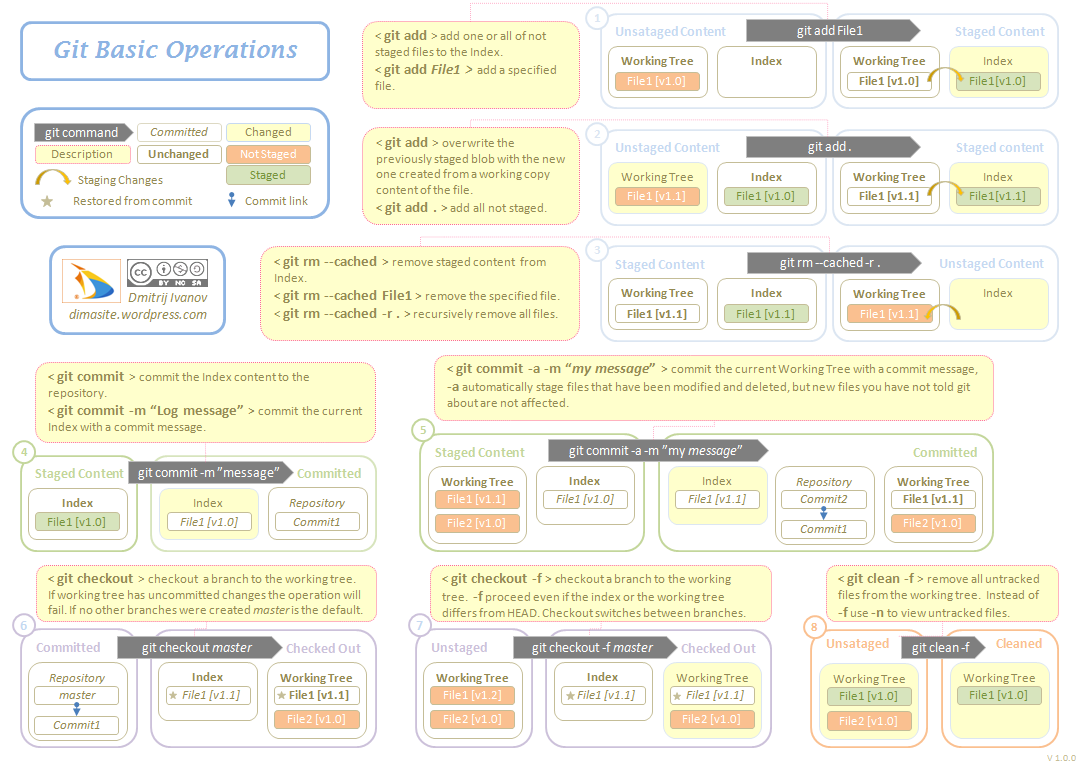 Git Basic Operations
git command
Committed
Changed
Description
Unchanged
Not Staged
Staging Changes
Staged
Restored from commit
Commit link
CC BY NO SA
Dmitrij Ivanov
dimasite.wordpress.com
< git add > add one or all of not
staged files to the Index.
< git add File1 > add a specified
file.
1
Unsataged Content
git add File1
Staged Content
Working Tree
File1 [v1.0]
Index
Working Tree
File1 [v1.0]
Index
File1 [v1.0]
< git add > overwrite the
previously staged blob with the new
one created from a working copy
content of the file.
< git add . > add all not staged.
2
Unstaged Content
git add .
Staged content
Working Tree
File1 [v1.1]
Index
File1 [v1.0]
Working Tree
File1 [v1.1]
Index
File1 [v1.1]
< git rm --cached > remove staged content from
Index.
< git rm --cached File1 > remove the specified file.
< git rm --cached -r . > recursively remove all files.
3
Staged Content
git rm --cached -r .
Unstaged Content
Working Tree
File1 [v1.1]
Index
File1 [v1.1]
Working Tree
File1 [v1.1]
Index
< git commit > commit the Index content to the
repository.
< git commit -m “Log message” > commit the current
Index with a commit message.
4
Staged Content
git commit -m ”message”
Committed
Index
File1 [v1.0]
Index
File1 [v1.0]
Repository
Commit1
< git commit -a -m “my message” > commit the current Working Tree with a commit message,
-a automatically stage files that have been modified and deleted, but new files you have not told git
about are not affected.
5
Staged Content
git commit -a -m ”my message”
Committed
Working Tree
File1 [v1.1]
File2 [v1.0]
Index
File1 [v1.0]
Index
File1 [v1.1]
Repository
Commit2
Commit1
Working Tree
File1 [v1.1]
File2 [v1.0]
< git checkout > checkout a branch to the working tree.
If working tree has uncommitted changes the operation will
fail. If no other branches were created master is the default.
6
Committed
git checkout master
Checked Out
Repository
master
Commit1
Index
File1 [v1.1]
Working Tree
File1 [v1.1]
File2 [v1.0]
< git checkout -f > checkout a branch to the working
tree. -f proceed even if the index or the working tree
differs from HEAD. Checkout switches between branches.
7
Unstaged
git checkout -f master
Checked Out
Working Tree
File1 [v1.2]
File2 [v1.0]
Index
File1 [v1.1]
Working Tree
File1 [v1.1]
File2 [v1.0]
< git clean -f > remove all untracked
files from the working tree. Instead of
-f use -n to view untracked files.
8
Unsataged
git clean -f
Cleaned
Working Tree
File1 [v1.0]
File2 [v1.0]
Working Tree
File1 [v1.0]
V 1.0.0